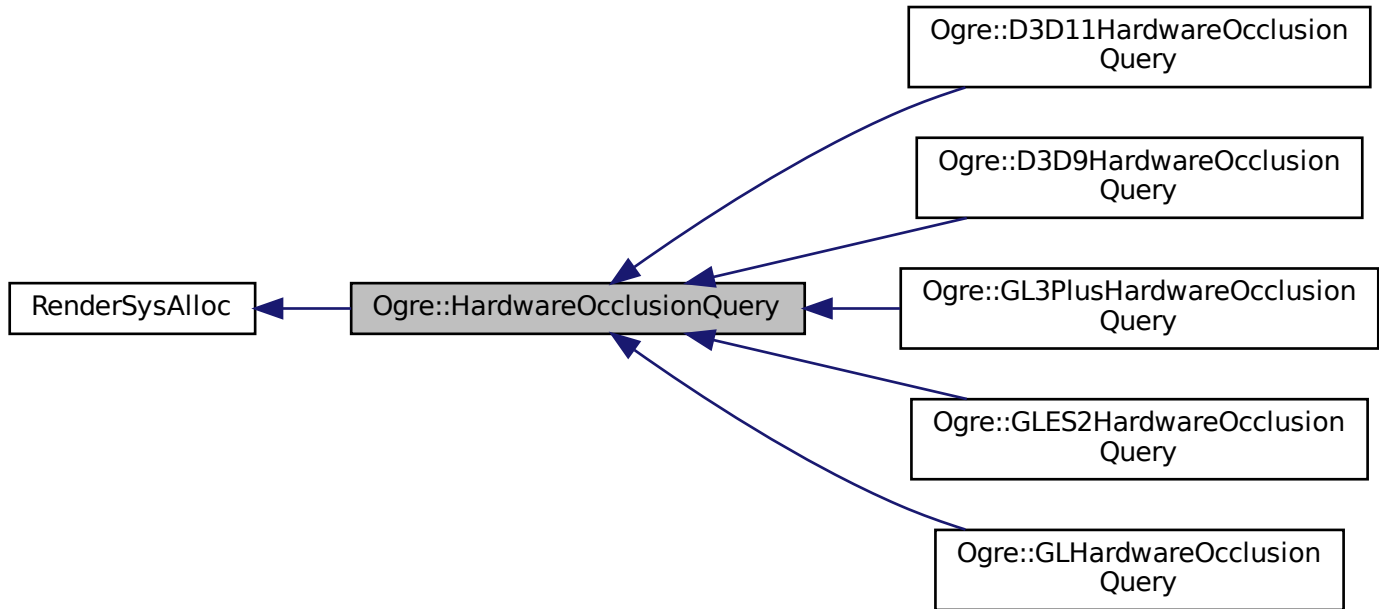 RenderSysAlloc
Ogre::HardwareOcclusionQuery
Ogre::D3D11HardwareOcclusion
Query
Ogre::D3D9HardwareOcclusion
Query
Ogre::GL3PlusHardwareOcclusion
Query
Ogre::GLES2HardwareOcclusion
Query
Ogre::GLHardwareOcclusion
Query